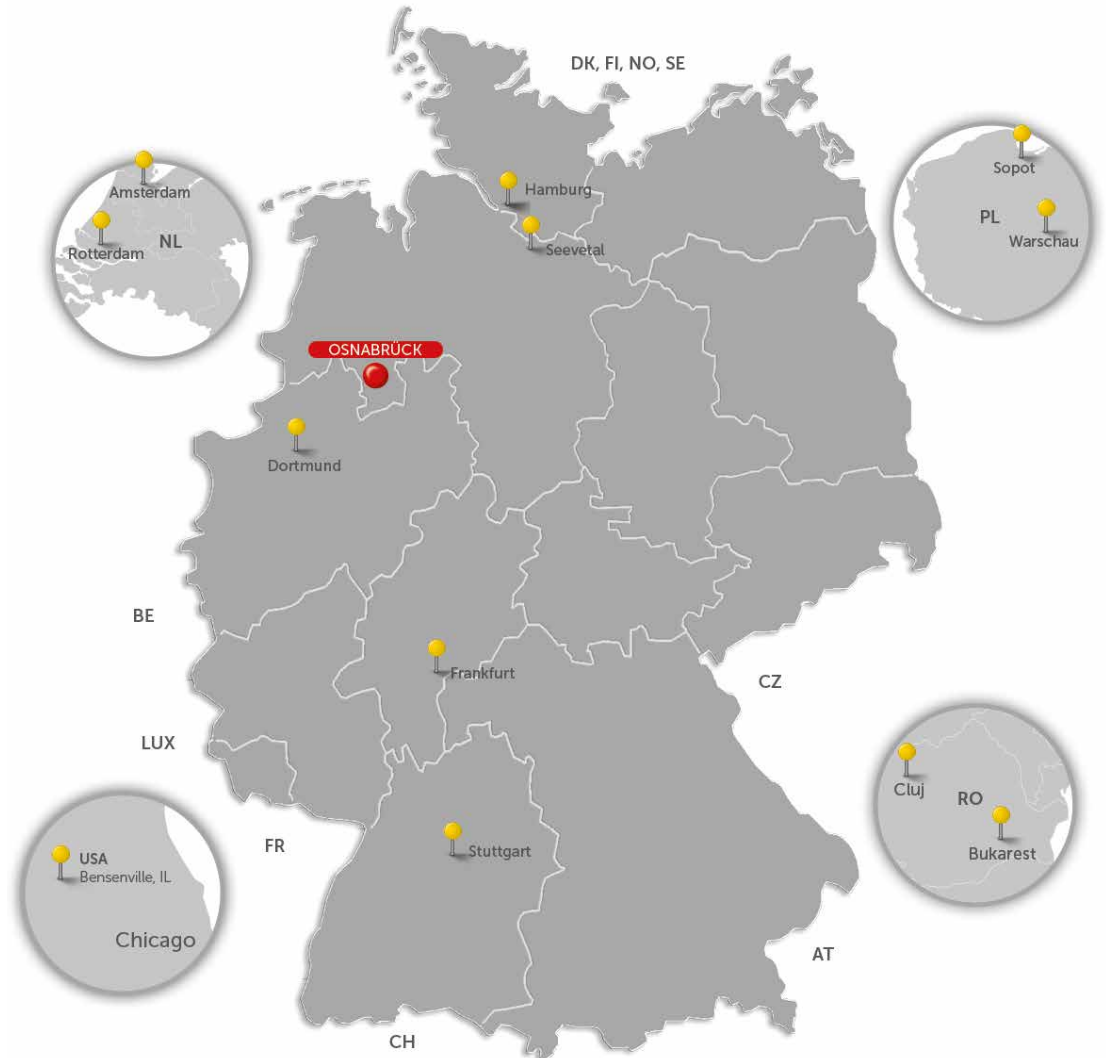 DK, FI, NO, SE
Sopot
PL
Warschau
Amsterdam
NL
Rotterdam
Hamburg
Seevetal
OSNABRÜCK
Dortmund
BE
Frankfurt
CZ
LUX
Cluj
RO
Bukarest
FR
Stuttgart
USA
Bensenville, IL
Chicago
AT
CH